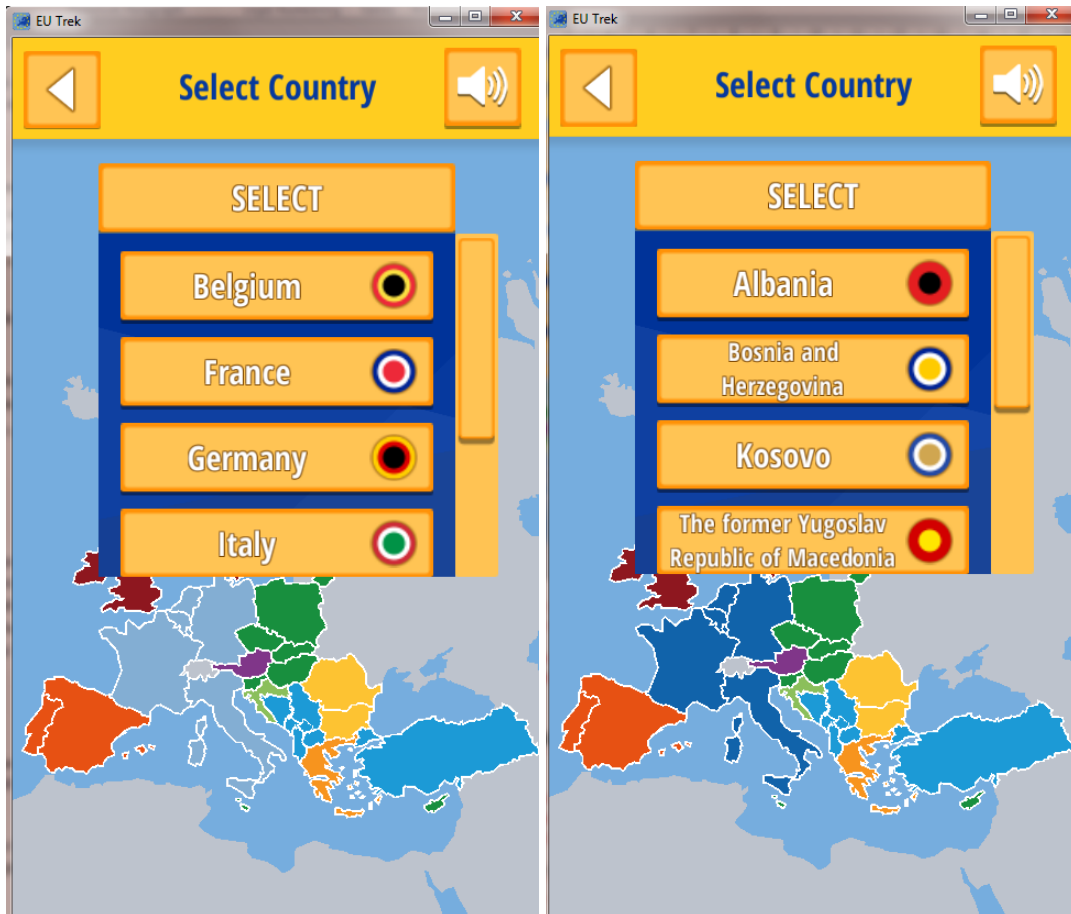 EU Trek
Select Country
SELECT
Belgium
France
Germany
Italy
EU Trek
Select Country
SELECT
Albania
Bosnia and
Herzegovina
Kosovo
The former Yugoslav
Republic of Macedonia